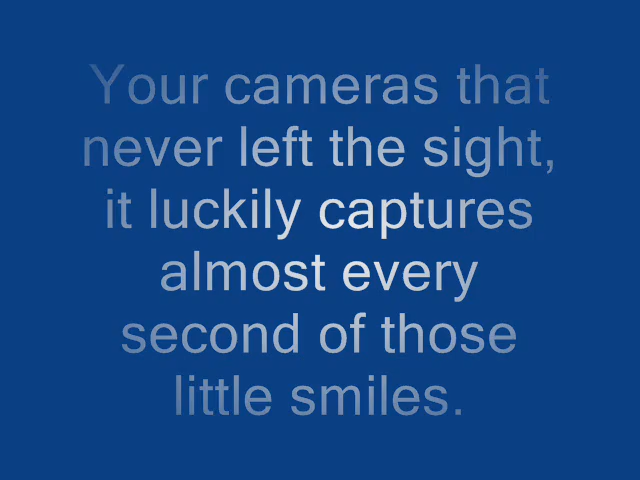 Your cameras that
never left the sight,
it luckily captures
almost every
second of those
little smiles.